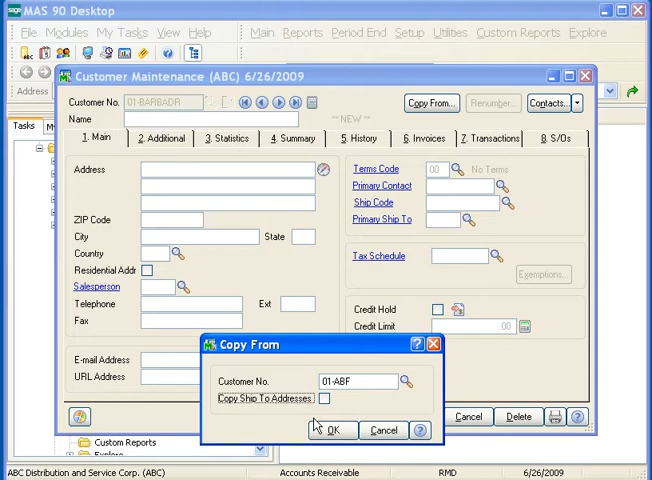 sage MAS 90 Desktop
File Modules My Tasks View Help Main Reports Period End Setup Utilities Custom Reports Explore
Address
Customer Maintenance (ABC) 6/26/2009
Customer No. 01-BARBADR Copy From... Renumber... Contacts...
Name ** NEW **
Tasks
1. Main 2. Additional 3. Statistics 4. Summary 5. History 6. Invoices 7. Transactions 8. S/Os
Address Terms Code 00 No Terms
Primary Contact
Ship Code
ZIP Code Primary Ship To
City State
Country Tax Schedule
Residential Addr Exemptions...
Salesperson
Telephone Ext Credit Hold
Fax Credit Limit .00
E-mail Address
URL Address
Copy From
Customer No. 01-ABF
Copy Ship To Addresses
OK Cancel
Cancel Delete
Custom Reports
Explore
ABC Distribution and Service Corp. (ABC) Accounts Receivable RMD 6/26/2009